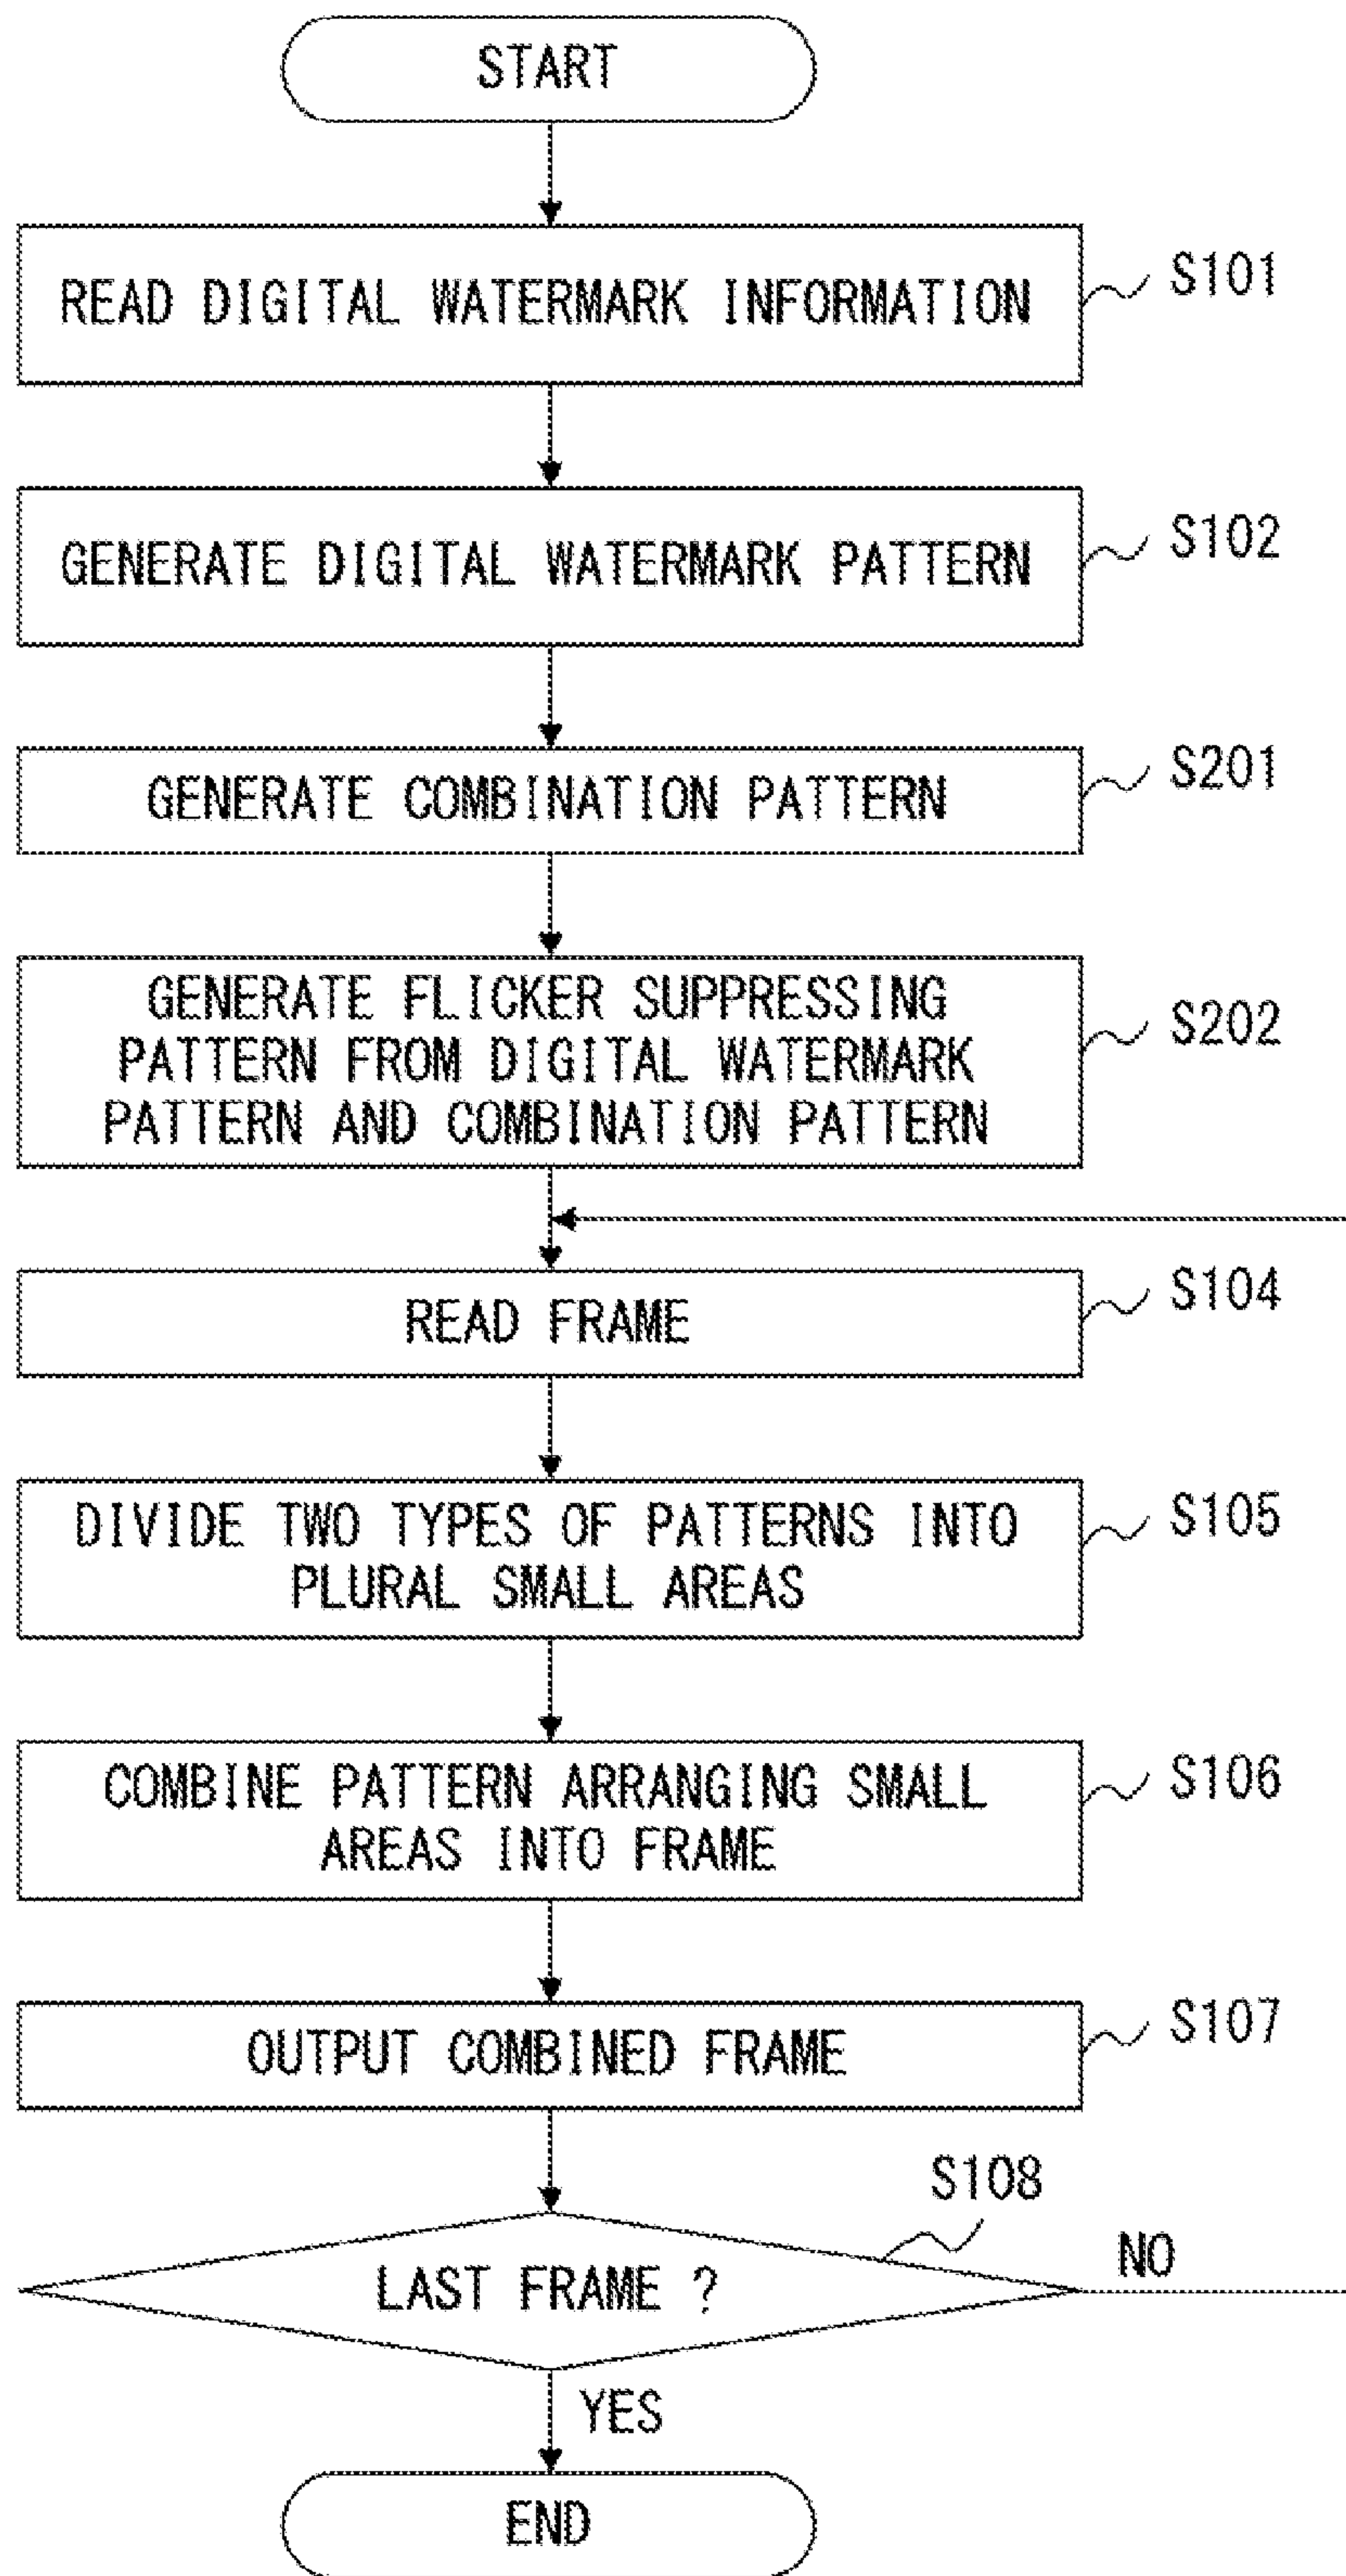 START
READ DIGITAL WATERMARK INFORMATION
S101
GENERATE DIGITAL WATERMARK PATTERN
S102
GENERATE COMBINATION PATTERN
S201
GENERATE FLICKER SUPPRESSING
PATTERN FROM DIGITAL WATERMARK
PATTERN AND COMBINATION PATTERN
S202
READ FRAME
S104
DIVIDE TWO TYPES OF PATTERNS INTO
PLURAL SMALL AREAS
S105
COMBINE PATTERN ARRANGING SMALL
AREAS INTO FRAME
S106
OUTPUT COMBINED FRAME
S107
S108
LAST FRAME ?
NO
YES
END